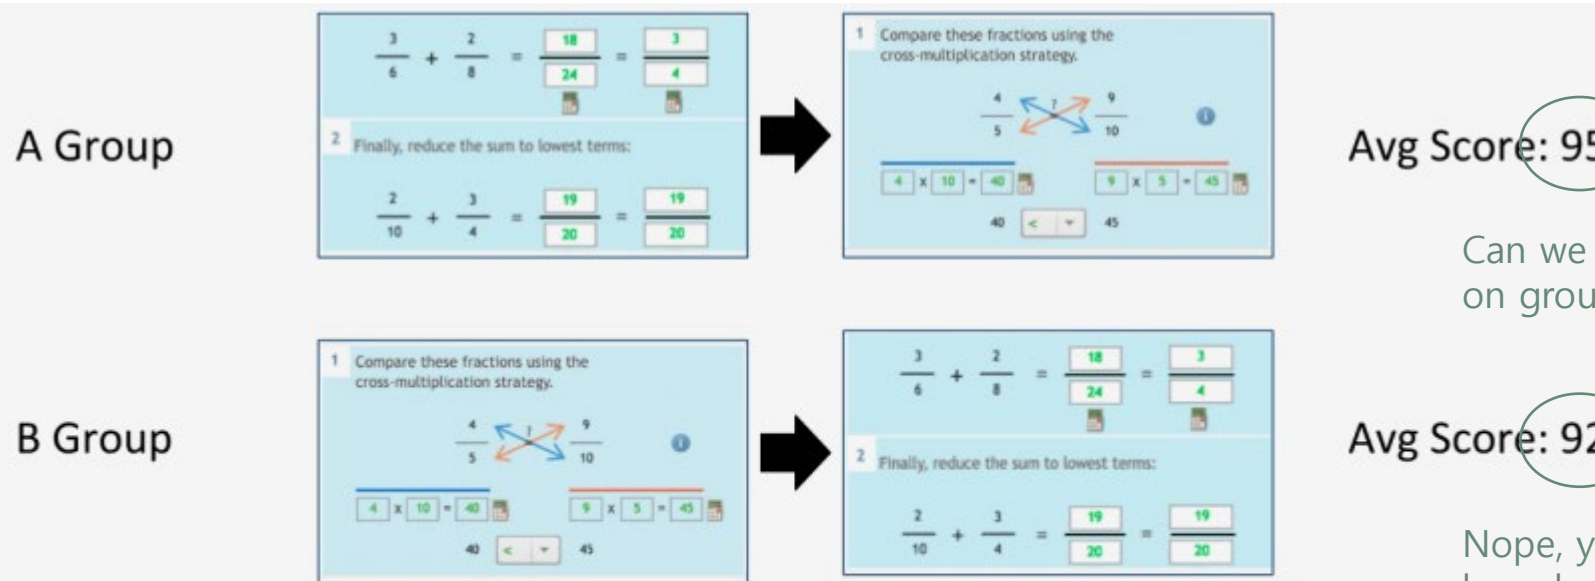 A Group
3/6 + 2/8 = 18/24 = 3/4
2 Finally, reduce the sum to lowest terms:
2/10 + 3/4 = 19/20 = 19/20
1 Compare these fractions using the
cross-multiplication strategy.
4/5 ? 9/10
4 x 10 = 40 9 x 5 = 45
40 < 45
Avg Score: 95
Can we
on grou
B Group
1 Compare these fractions using the
cross-multiplication strategy.
4/5 ? 9/10
4 x 10 = 40 9 x 5 = 45
40 < 45
3/6 + 2/8 = 18/24 = 3/4
2 Finally, reduce the sum to lowest terms:
2/10 + 3/4 = 19/20 = 19/20
Avg Score: 92
Nope, y